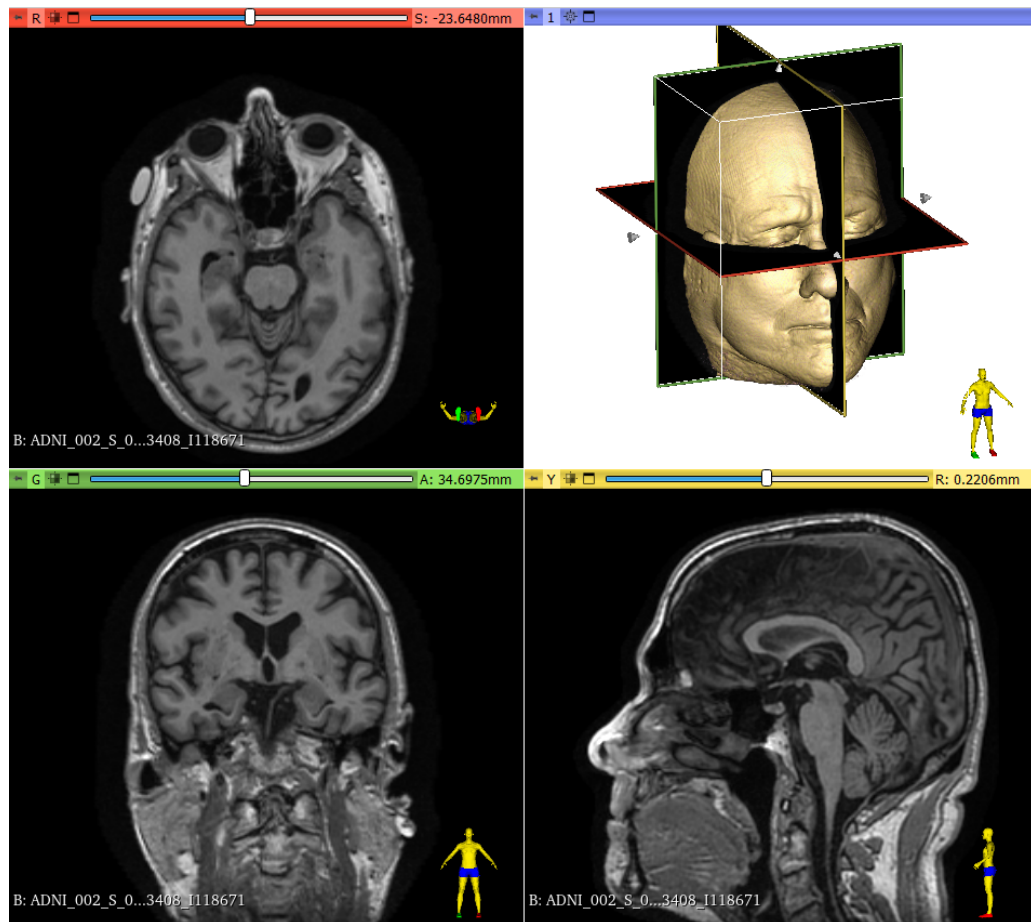 R S: -23.6480mm
1
B: ADNI_002_S_0...3408_I118671
G A: 34.6975mm
Y R: 0.2206mm
B: ADNI_002_S_0...3408_I118671
B: ADNI_002_S_0...3408_I118671